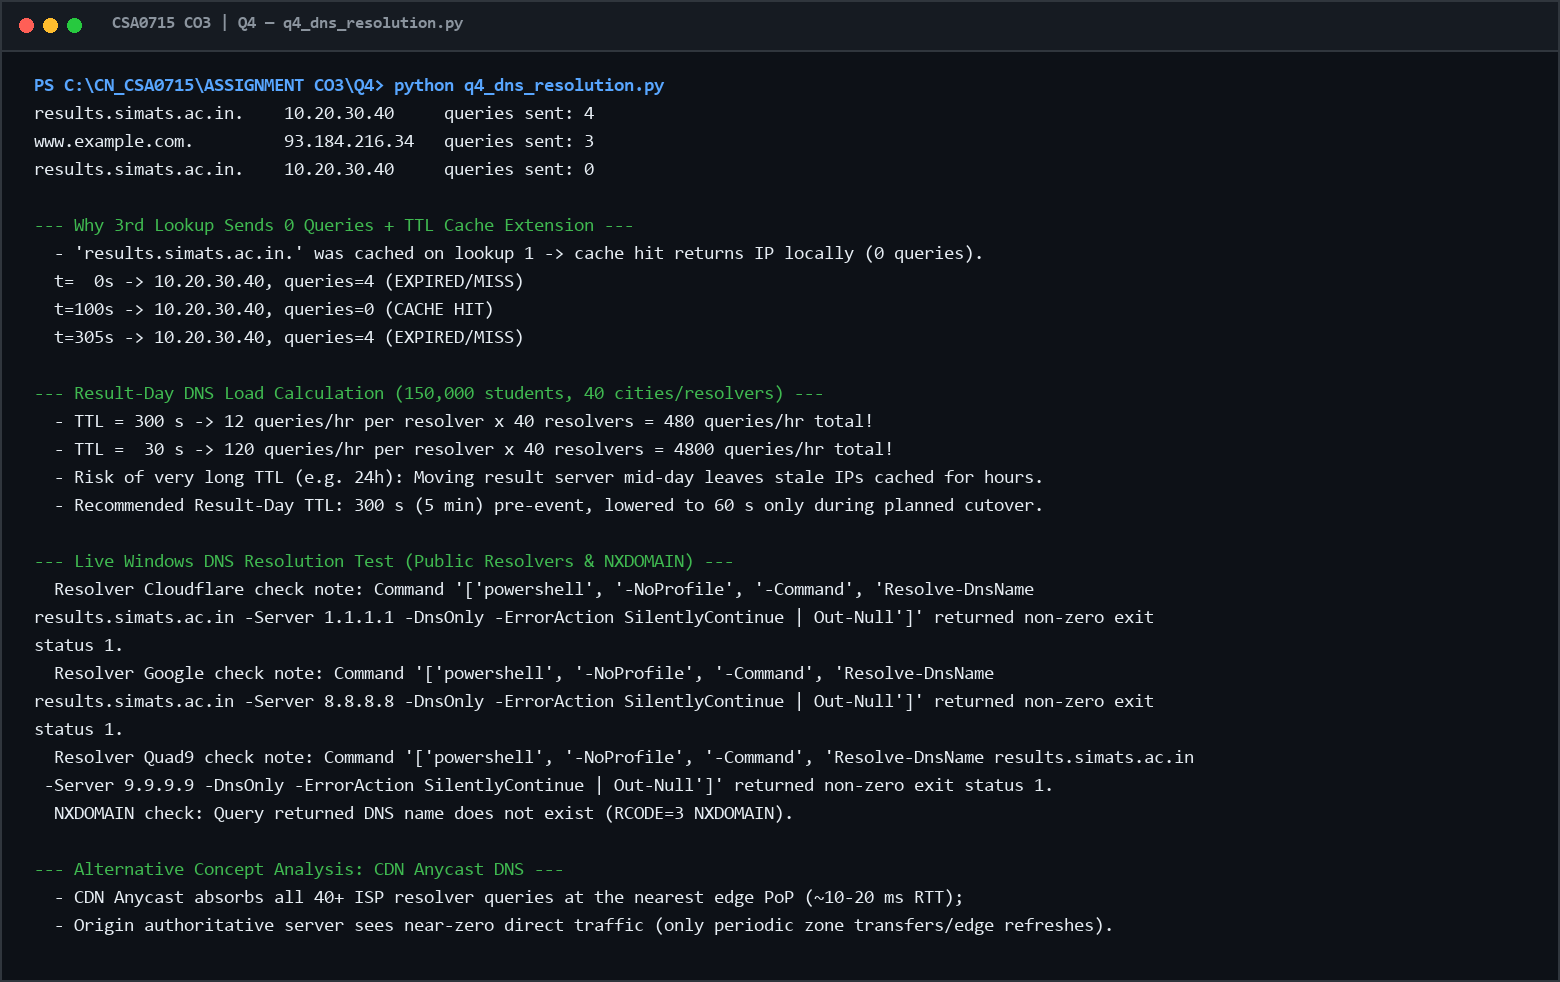 CSA0715 CO3 | Q4 — q4_dns_resolution.py
PS C:\CN_CSA0715\ASSIGNMENT CO3\Q4> python q4_dns_resolution.py
results.simats.ac.in.    10.20.30.40     queries sent: 4
www.example.com.         93.184.216.34   queries sent: 3
results.simats.ac.in.    10.20.30.40     queries sent: 0
--- Why 3rd Lookup Sends 0 Queries + TTL Cache Extension ---
  - 'results.simats.ac.in.' was cached on lookup 1 -> cache hit returns IP locally (0 queries).
  t=  0s -> 10.20.30.40, queries=4 (EXPIRED/MISS)
  t=100s -> 10.20.30.40, queries=0 (CACHE HIT)
  t=305s -> 10.20.30.40, queries=4 (EXPIRED/MISS)
--- Result-Day DNS Load Calculation (150,000 students, 40 cities/resolvers) ---
  - TTL = 300 s -> 12 queries/hr per resolver x 40 resolvers = 480 queries/hr total!
  - TTL =  30 s -> 120 queries/hr per resolver x 40 resolvers = 4800 queries/hr total!
  - Risk of very long TTL (e.g. 24h): Moving result server mid-day leaves stale IPs cached for hours.
  - Recommended Result-Day TTL: 300 s (5 min) pre-event, lowered to 60 s only during planned cutover.
--- Live Windows DNS Resolution Test (Public Resolvers & NXDOMAIN) ---
  Resolver Cloudflare check note: Command '['powershell', '-NoProfile', '-Command', 'Resolve-DnsName
results.simats.ac.in -Server 1.1.1.1 -DnsOnly -ErrorAction SilentlyContinue | Out-Null']' returned non-zero exit
status 1.
  Resolver Google check note: Command '['powershell', '-NoProfile', '-Command', 'Resolve-DnsName
results.simats.ac.in -Server 8.8.8.8 -DnsOnly -ErrorAction SilentlyContinue | Out-Null']' returned non-zero exit
status 1.
  Resolver Quad9 check note: Command '['powershell', '-NoProfile', '-Command', 'Resolve-DnsName results.simats.ac.in
 -Server 9.9.9.9 -DnsOnly -ErrorAction SilentlyContinue | Out-Null']' returned non-zero exit status 1.
  NXDOMAIN check: Query returned DNS name does not exist (RCODE=3 NXDOMAIN).
--- Alternative Concept Analysis: CDN Anycast DNS ---
  - CDN Anycast absorbs all 40+ ISP resolver queries at the nearest edge PoP (~10-20 ms RTT);
  - Origin authoritative server sees near-zero direct traffic (only periodic zone transfers/edge refreshes).